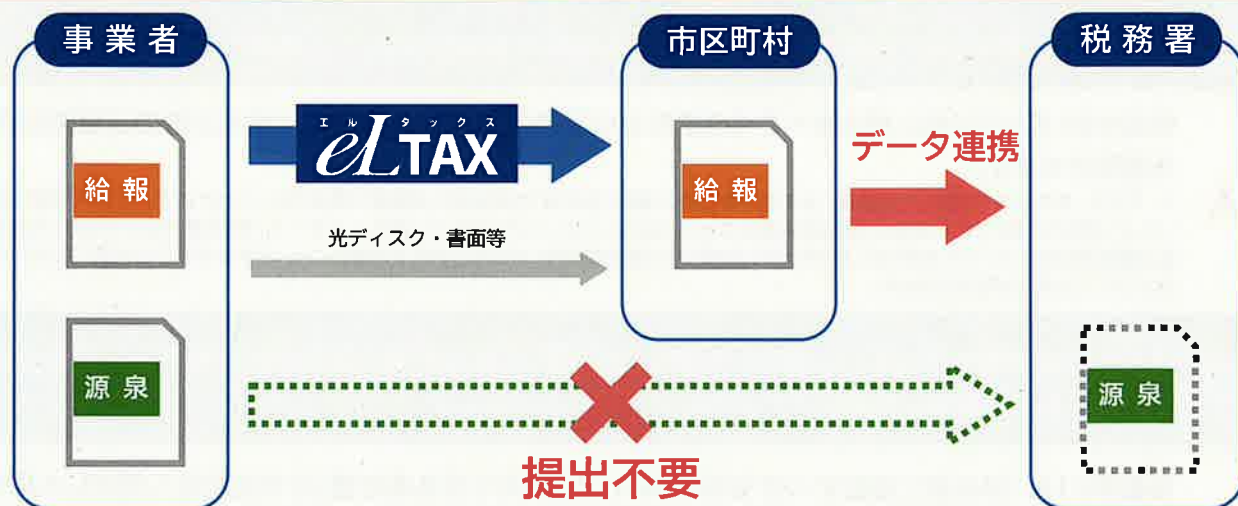 事業者
市区町村
税務署
エルタックス
eLTAX
データ連携
給報
給報
光ディスク・書面等
源泉
源泉
提出不要